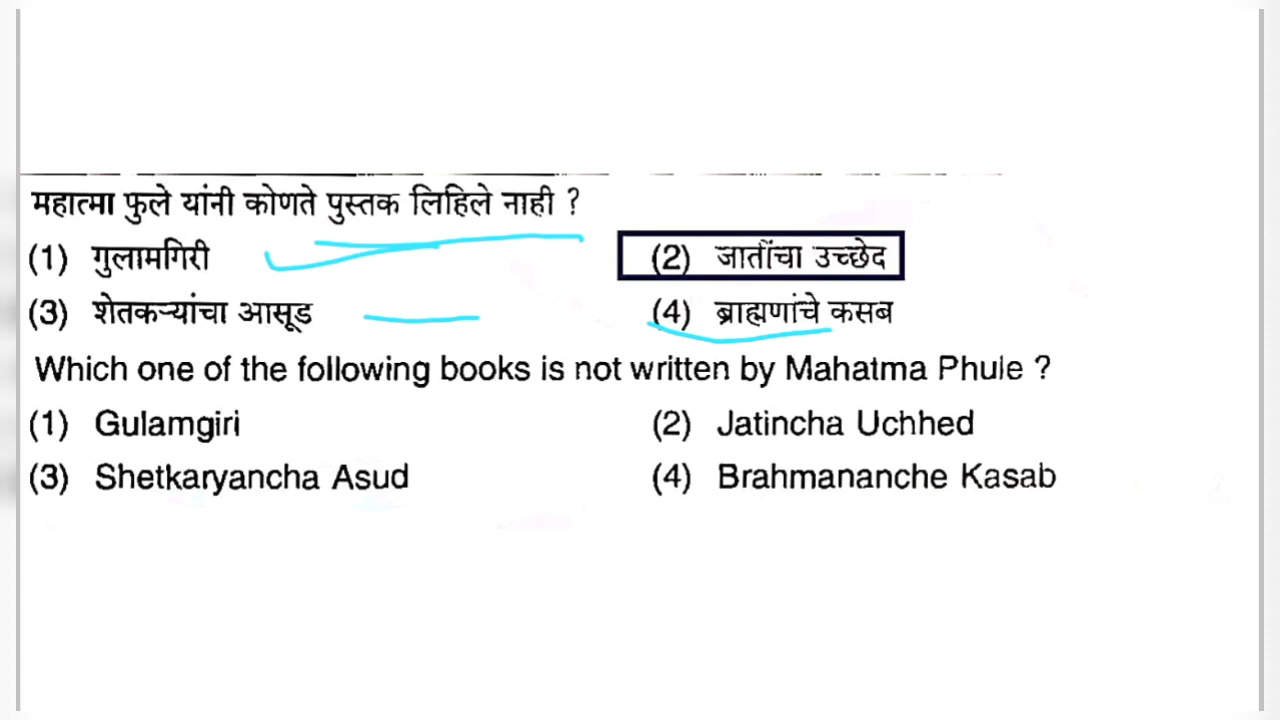 महात्मा फुले यांनी कोणते पुस्तक लिहिले नाही ?
(1) गुलामगिरी (2) जातींचा उच्छेद
(3) शेतकऱ्यांचा आसूड (4) ब्राह्मणांचे कसब
Which one of the following books is not written by Mahatma Phule ?
(1) Gulamgiri (2) Jatincha Uchhed
(3) Shetkaryancha Asud (4) Brahmananche Kasab